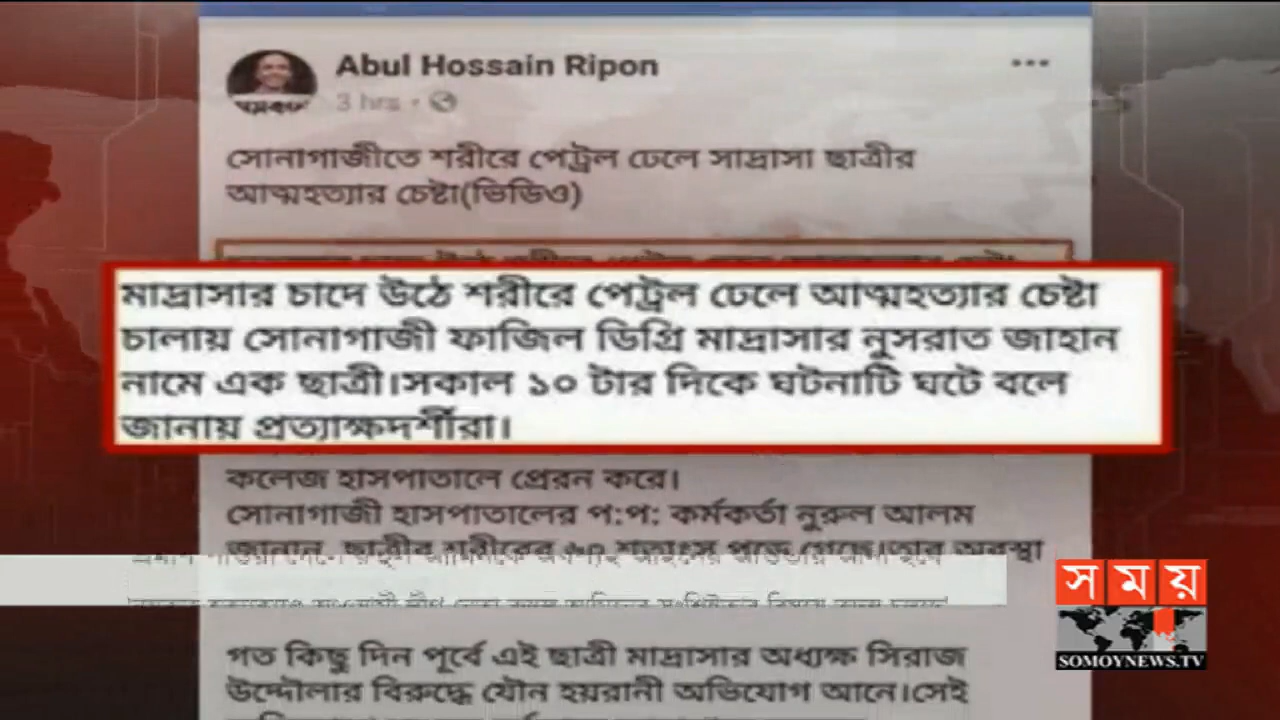 Abul Hossain Ripon
3 hrs
সোনাগাজীতে শরীরে পেট্রল ঢেলে সাদ্রাসা ছাত্রীর
আত্মহত্যার চেষ্টা(ভিডিও)
মাদ্রাসার চাদে উঠে শরীরে পেট্রল ঢেলে আত্মহত্যার চেষ্টা
চালায় সোনাগাজী ফাজিল ডিগ্রি মাদ্রাসার নুসরাত জাহান
নামে এক ছাত্রী।সকাল ১০ টার দিকে ঘটনাটি ঘটে বলে
জানায় প্রত্যাক্ষদর্শীরা।
কলেজ হাসপাতালে প্রেরন করে।
সোনাগাজী হাসপাতালের প:প: কর্মকর্তা নুরুল আলম
গত কিছু দিন পূর্বে এই ছাত্রী মাদ্রাসার অধ্যক্ষ সিরাজ
উদ্দৌলার বিরুদ্ধে যৌন হয়রানী অভিযোগ আনে।সেই
সময়
SOMOYNEWS.TV